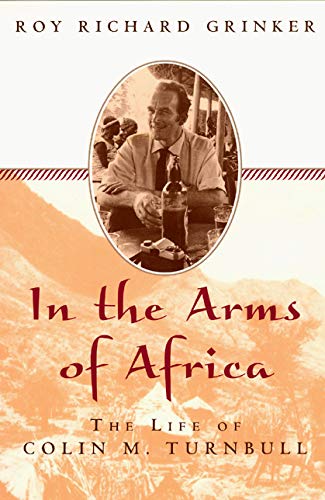 ROY RICHARD GRINKER
In the Arms
of Africa
THE LIFE OF
COLIN M. TURNBULL